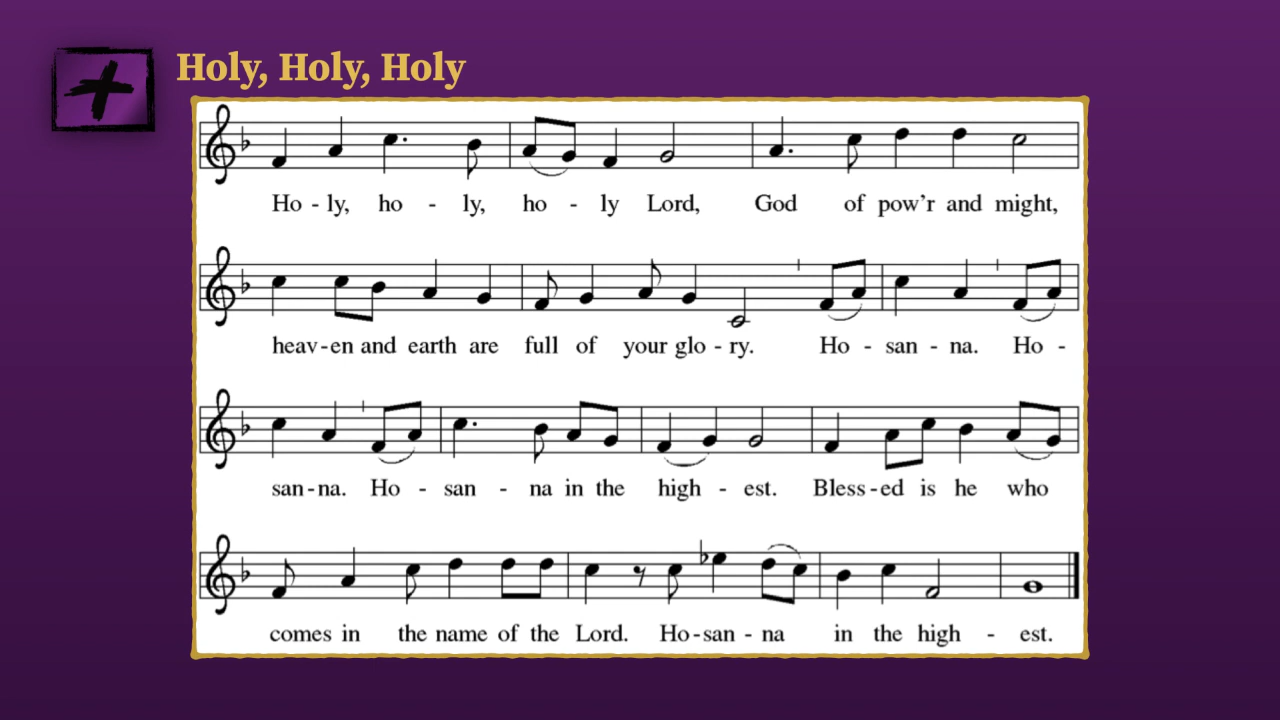 Holy, Holy, Holy
Ho - ly, ho - ly, ho - ly Lord, God of pow'r and might,
heav - en and earth are full of your glo - ry. Ho - san - na. Ho -
san - na. Ho - san - na in the high - est. Bless - ed is he who
comes in the name of the Lord. Ho - san - na in the high - est.